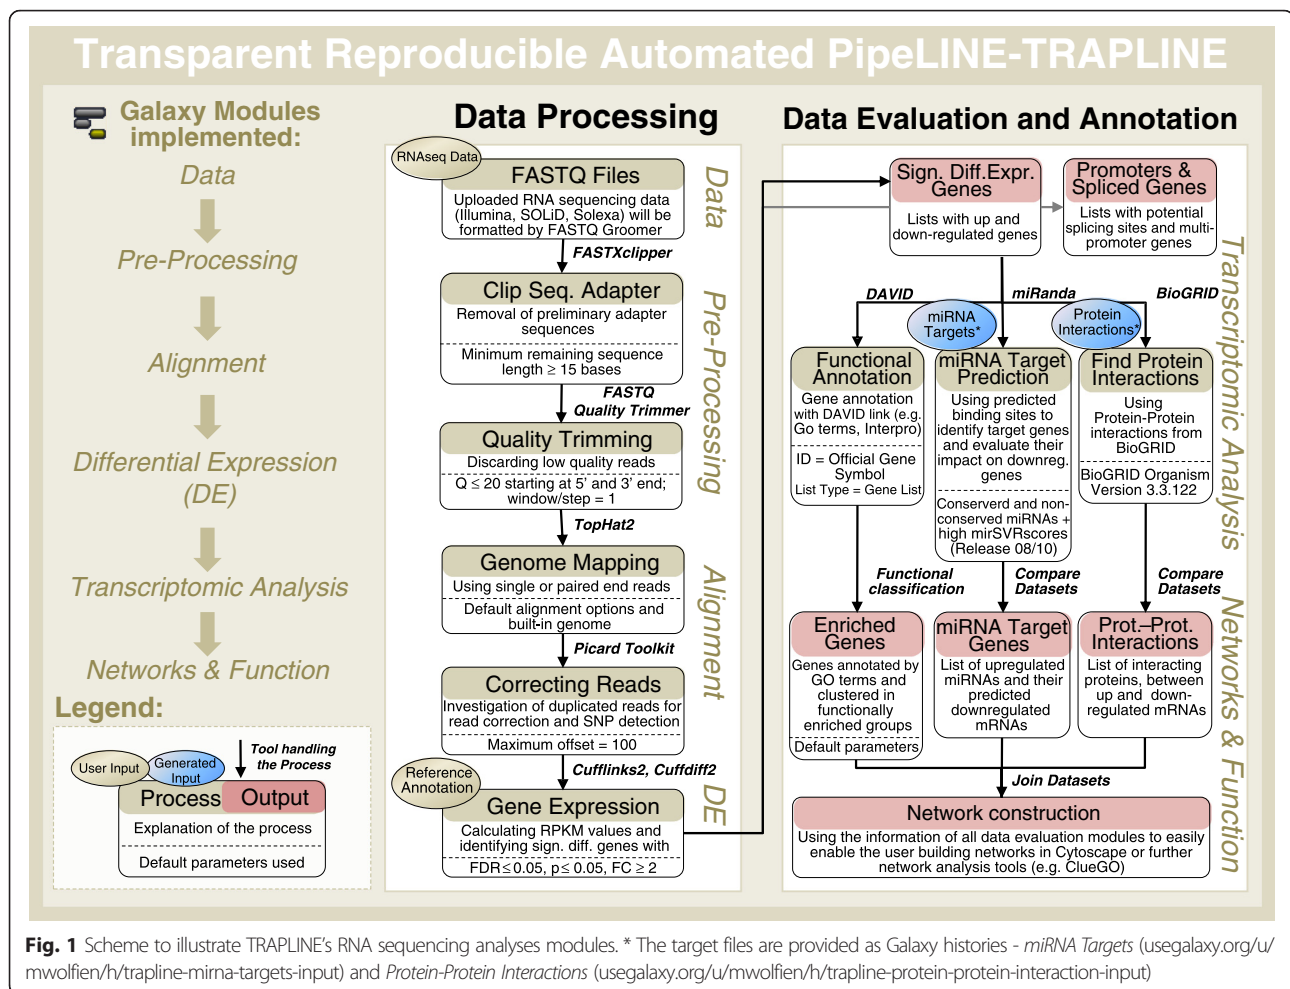 Transparent Reproducible Automated PipeLINE-TRAPLINE
Galaxy Modules
implemented:
Data
Pre-Processing
Alignment
Differential Expression
(DE)
Transcriptomic Analysis
Networks & Function
Legend:
User Input
Generated
Input
Tool handling
the Process
Process
Output
Explanation of the process
Default parameters used
Data Processing
RNAseq Data
FASTQ Files
Uploaded RNA sequencing data
(Illumina, SOLiD, Solexa) will be
formatted by FASTQ Groomer
FASTXclipper
Clip Seq. Adapter
Removal of preliminary adapter
sequences
Minimum remaining sequence
length ≥ 15 bases
FASTQ
Quality Trimmer
Quality Trimming
Discarding low quality reads
Q ≤ 20 starting at 5' and 3' end;
window/step = 1
TopHat2
Genome Mapping
Using single or paired end reads
Default alignment options and
built-in genome
Picard Toolkit
Correcting Reads
Investigation of duplicated reads for
read correction and SNP detection
Maximum offset = 100
Reference
Annotation
Cufflinks2, Cuffdiff2
Gene Expression
Calculating RPKM values and
identifying sign. diff. genes with
FDR ≤ 0.05, p ≤ 0.05, FC ≥ 2
Data
Pre-Processing
Alignment
DE
Data Evaluation and Annotation
Sign. Diff.Expr.
Genes
Lists with up and
down-regulated genes
Promoters &
Spliced Genes
Lists with potential
splicing sites and multi-
promoter genes
DAVID
miRanda
BioGRID
miRNA
Targets*
Protein
Interactions*
Functional
Annotation
Gene annotation
with DAVID link (e.g.
Go terms, Interpro)
ID = Official Gene
Symbol
List Type = Gene List
miRNA Target
Prediction
Using predicted
binding sites to
identify target genes
and evaluate their
impact on downreg.
genes
Conserverd and non-
conserved miRNAs +
high mirSVRscores
(Release 08/10)
Find Protein
Interactions
Using
Protein-Protein
interactions from
BioGRID
BioGRID Organism
Version 3.3.122
Functional
classification
Compare
Datasets
Compare
Datasets
Enriched
Genes
Genes annotated by
GO terms and
clustered in
functionally
enriched groups
Default parameters
miRNA Target
Genes
List of upregulated
miRNAs and their
predicted
downregulated
mRNAs
Prot.–Prot.
Interactions
List of interacting
proteins, between
up and down-
regulated mRNAs
Join Datasets
Network construction
Using the information of all data evaluation modules to easily
enable the user building networks in Cytoscape or further
network analysis tools (e.g. ClueGO)
Transcriptomic Analysis
Networks & Function
Fig. 1 Scheme to illustrate TRAPLINE's RNA sequencing analyses modules. * The target files are provided as Galaxy histories - miRNA Targets (usegalaxy.org/u/
mwolfien/h/trapline-mirna-targets-input) and Protein-Protein Interactions (usegalaxy.org/u/mwolfien/h/trapline-protein-protein-interaction-input)